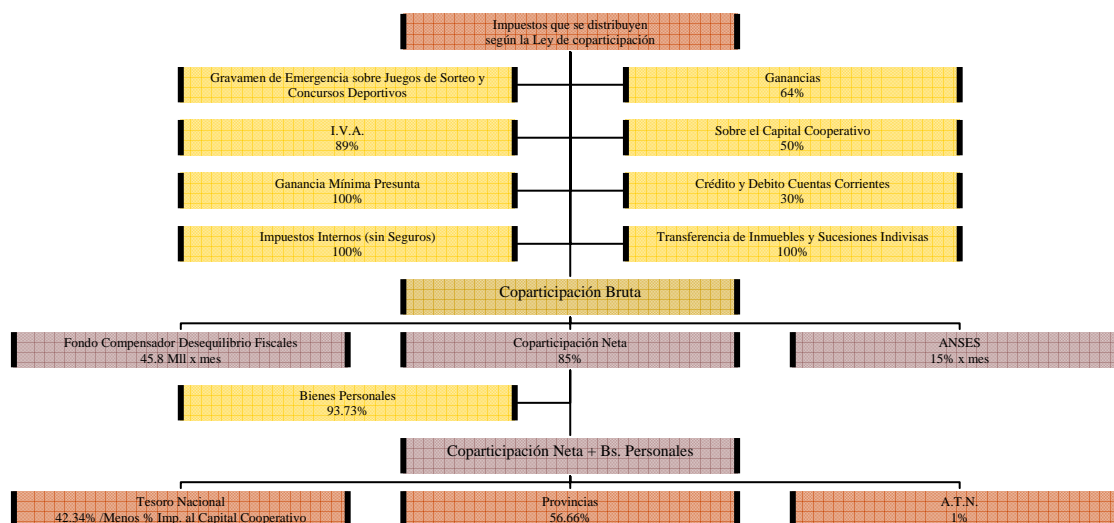 Impuestos que se distribuyen
según la Ley de coparticipación
Gravamen de Emergencia sobre Juegos de Sorteo y
Concursos Deportivos
Ganancias
64%
I.V.A.
89%
Sobre el Capital Cooperativo
50%
Ganancia Mínima Presunta
100%
Crédito y Debito Cuentas Corrientes
30%
Impuestos Internos (sin Seguros)
100%
Transferencia de Inmuebles y Sucesiones Indivisas
100%
Coparticipación Bruta
Fondo Compensador Desequilibrio Fiscales
45.8 Mll x mes
Coparticipación Neta
85%
ANSES
15% x mes
Bienes Personales
93.73%
Coparticipación Neta + Bs. Personales
Tesoro Nacional
42.34% /Menos % Imp. al Capital Cooperativo
Provincias
56.66%
A.T.N.
1%